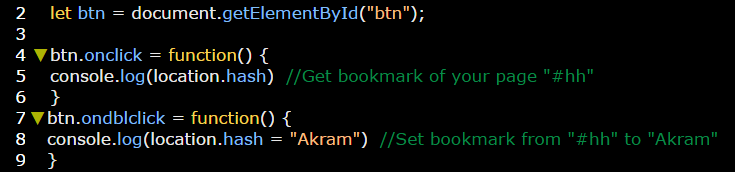 2 let btn = document.getElementById("btn");
3
4 ▼ btn.onclick = function() {
5 console.log(location.hash) //Get bookmark of your page "#hh"
6 }
7 ▼ btn.ondblclick = function() {
8 console.log(location.hash = "Akram") //Set bookmark from "#hh" to "Akram"
9 }